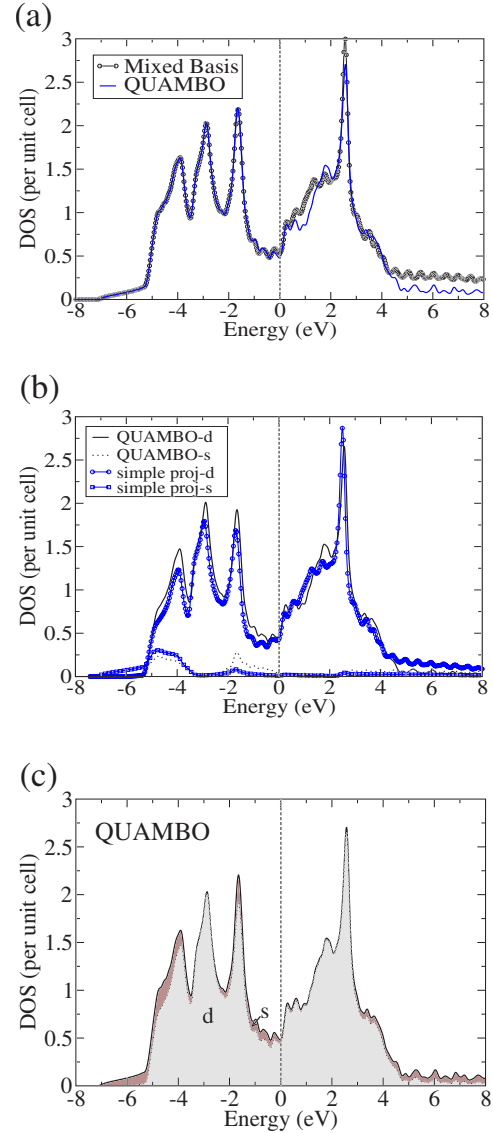 (a)
3
2.5
2
1.5
1
0.5
0
DOS (per unit cell)
Mixed Basis
QUAMBO
-8 -6 -4 -2 0 2 4 6 8
Energy (eV)
(b)
3
2.5
2
1.5
1
0.5
0
DOS (per unit cell)
QUAMBO-d
QUAMBO-s
simple proj-d
simple proj-s
-8 -6 -4 -2 0 2 4 6 8
Energy (eV)
(c)
3
2.5
2
1.5
1
0.5
0
DOS (per unit cell)
QUAMBO
d
s
-8 -6 -4 -2 0 2 4 6 8
Energy (eV)